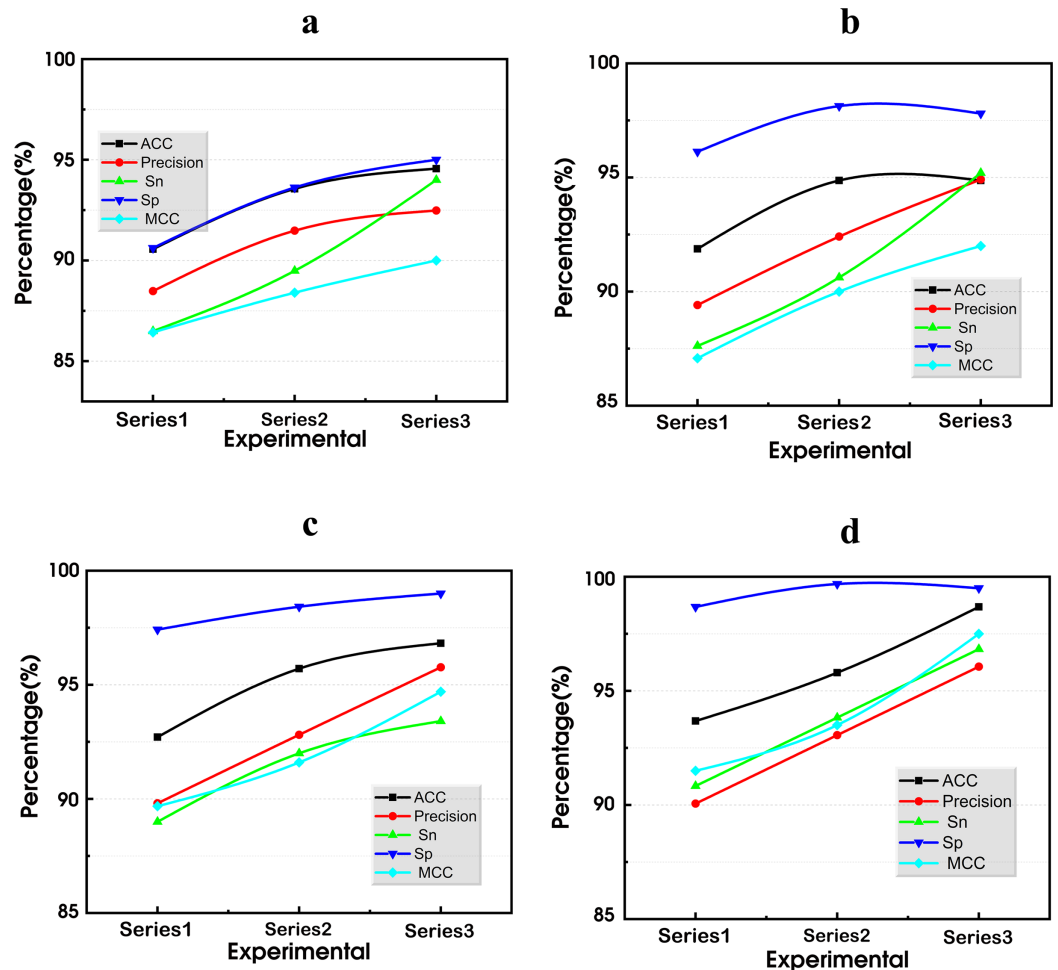 a
100
95
90
85
Percentage(%)
ACC
Precision
Sn
Sp
MCC
Series1
Series2
Series3
Experimental
b
100
95
90
85
Percentage(%)
ACC
Precision
Sn
Sp
MCC
Series1
Series2
Series3
Experimental
c
100
95
90
85
Percentage(%)
ACC
Precision
Sn
Sp
MCC
Series1
Series2
Series3
Experimental
d
100
95
90
85
Percentage(%)
ACC
Precision
Sn
Sp
MCC
Series1
Series2
Series3
Experimental